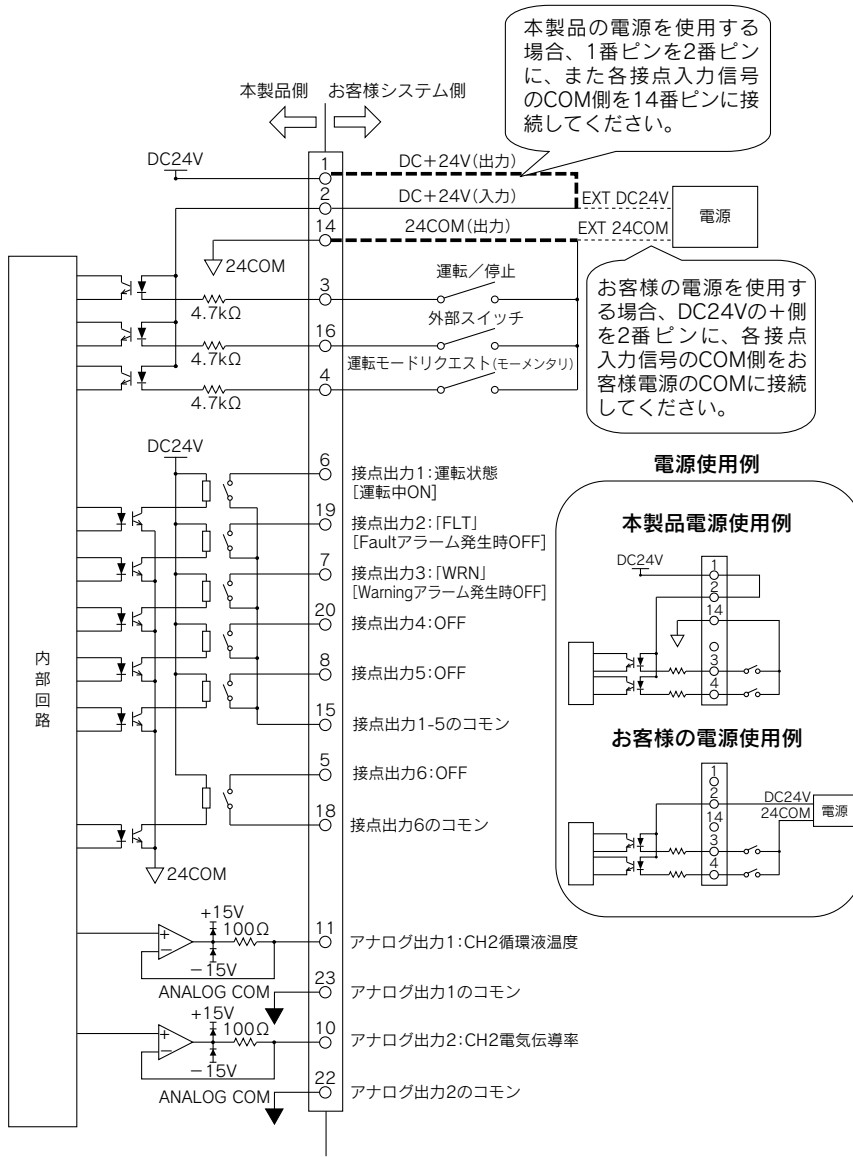 本製品の電源を使用する
場合、1番ピンを2番ピン
に、また各接点入力信号
のCOM側を14番ピンに接
続してください。
本製品側
お客様システム側
DC24V
1
DC+24V(出力)
2
DC+24V(入力)
EXT DC24V
14
24COM(出力)
EXT 24COM
電源
24COM
お客様の電源を使用す
る場合、DC24Vの+側
を2番ピンに、各接点
入力信号のCOM側をお
客様電源のCOMに接続
してください。
4.7kΩ
3
運転/停止
4.7kΩ
16
外部スイッチ
4.7kΩ
4
運転モードリクエスト(モーメンタリ)
内部回路
DC24V
6
接点出力1:運転状態
[運転中ON]
19
接点出力2:「FLT」
[Faultアラーム発生時OFF]
7
接点出力3:「WRN」
[Warningアラーム発生時OFF]
20
接点出力4:OFF
8
接点出力5:OFF
15
接点出力1-5のコモン
5
接点出力6:OFF
18
接点出力6のコモン
24COM
+15V
100Ω
+
−
−15V
11
アナログ出力1:CH2循環液温度
ANALOG COM
23
アナログ出力1のコモン
+15V
100Ω
+
−
−15V
10
アナログ出力2:CH2電気伝導率
ANALOG COM
22
アナログ出力2のコモン
電源使用例
本製品電源使用例
DC24V
1
2
14
3
4
お客様の電源使用例
1
2
14
3
4
DC24V
24COM
電源